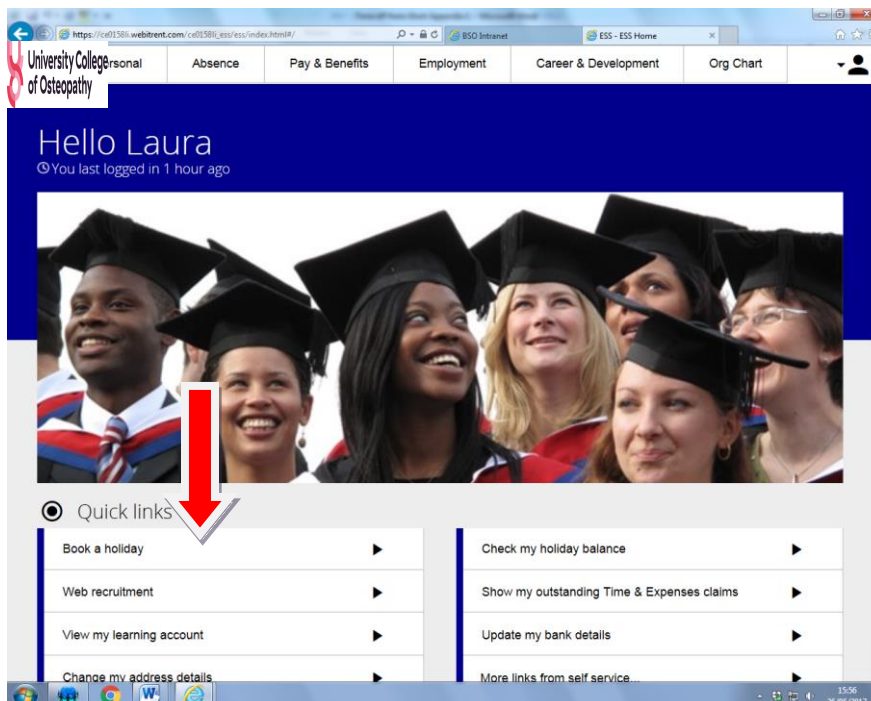 https://ce0158li.webitrent.com/ce0158li_ess/ess/index.html#/
BSO Intranet
ESS - ESS Home
University College
of Osteopathy
ersonal
Absence
Pay & Benefits
Employment
Career & Development
Org Chart
Hello Laura
You last logged in 1 hour ago
Quick links
Book a holiday
Check my holiday balance
Web recruitment
Show my outstanding Time & Expenses claims
View my learning account
Update my bank details
Change my address details
More links from self service...
15:56